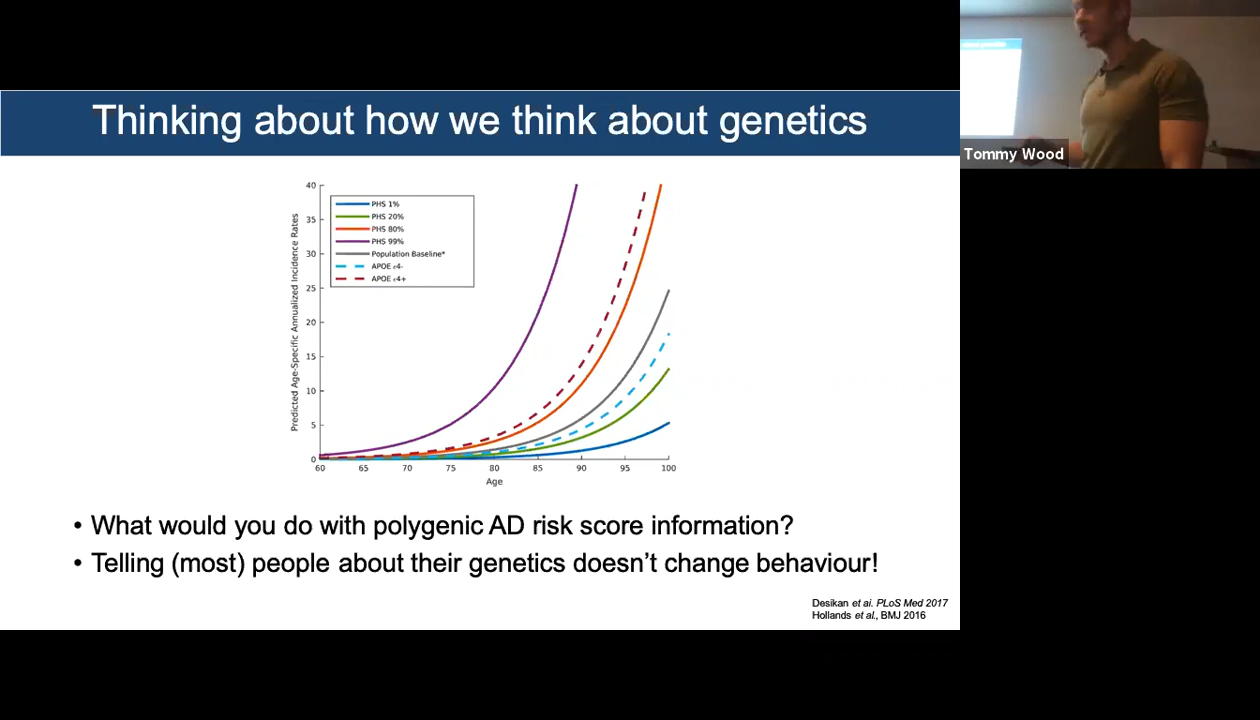 Thinking about how we think about genetics
Tommy Wood
40
35
30
25
20
15
10
5
0
Predicted Age-Specific Annualized Incidence Rates
PHS 1%
PHS 20%
PHS 80%
PHS 99%
Population Baseline*
APOE ε4-
APOE ε4+
60 65 70 75 80 85 90 95 100
Age
• What would you do with polygenic AD risk score information?
• Telling (most) people about their genetics doesn't change behaviour!
Desikan et al. PLoS Med 2017
Hollands et al., BMJ 2016